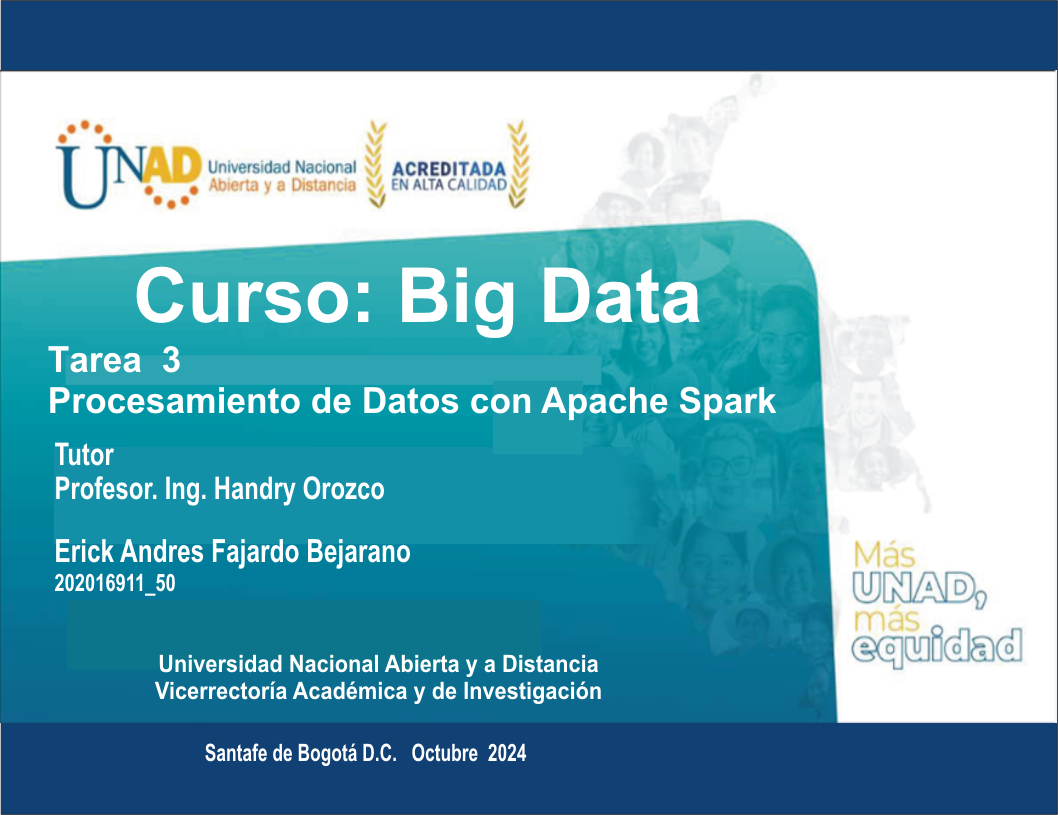 UNAD
Universidad Nacional
Abierta y a Distancia
ACREDITADA
EN ALTA CALIDAD
Curso: Big Data
Tarea  3
Procesamiento de Datos con Apache Spark
Tutor
Profesor. Ing. Handry Orozco
Erick Andres Fajardo Bejarano
202016911_50
Más
UNAD,
más
equidad
Universidad Nacional Abierta y a Distancia
Vicerrectoría Académica y de Investigación
Santafe de Bogotá D.C.   Octubre  2024